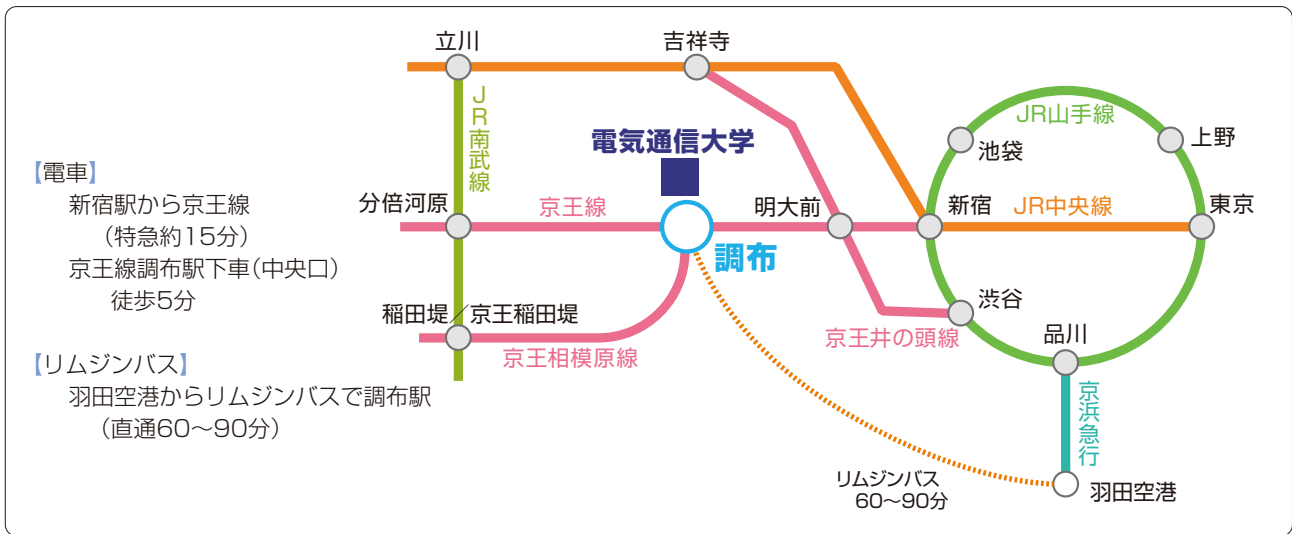 【電車】
新宿駅から京王線
（特急約15分）
京王線調布駅下車（中央口）
徒歩5分
【リムジンバス】
羽田空港からリムジンバスで調布駅
（直通60〜90分）
立川
吉祥寺
JR南武線
電気通信大学
JR山手線
池袋
上野
分倍河原
京王線
明大前
新宿
JR中央線
東京
調布
稲田堤／京王稲田堤
京王相模原線
京王井の頭線
渋谷
品川
京浜急行
リムジンバス
60〜90分
羽田空港